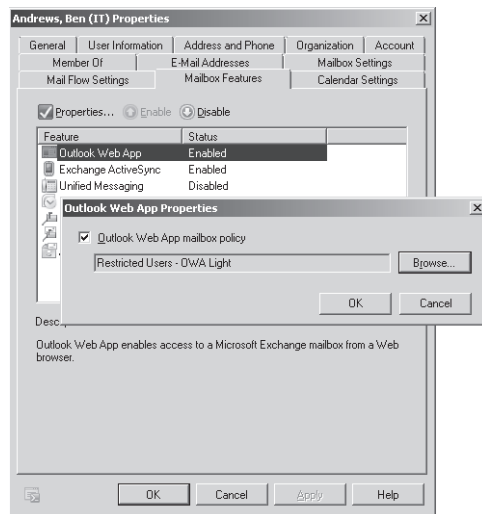 Andrews, Ben (IT) Properties
General User Information Address and Phone Organization Account
Member Of E-Mail Addresses Mailbox Settings
Mail Flow Settings Mailbox Features Calendar Settings
Properties... Enable Disable
Feature Status
Outlook Web App Enabled
Exchange ActiveSync Enabled
Unified Messaging Disabled
Outlook Web App Properties
Outlook Web App mailbox policy
Restricted Users - OWA Light Browse...
OK Cancel
Outlook Web App enables access to a Microsoft Exchange mailbox from a Web
browser.
OK Cancel Apply Help